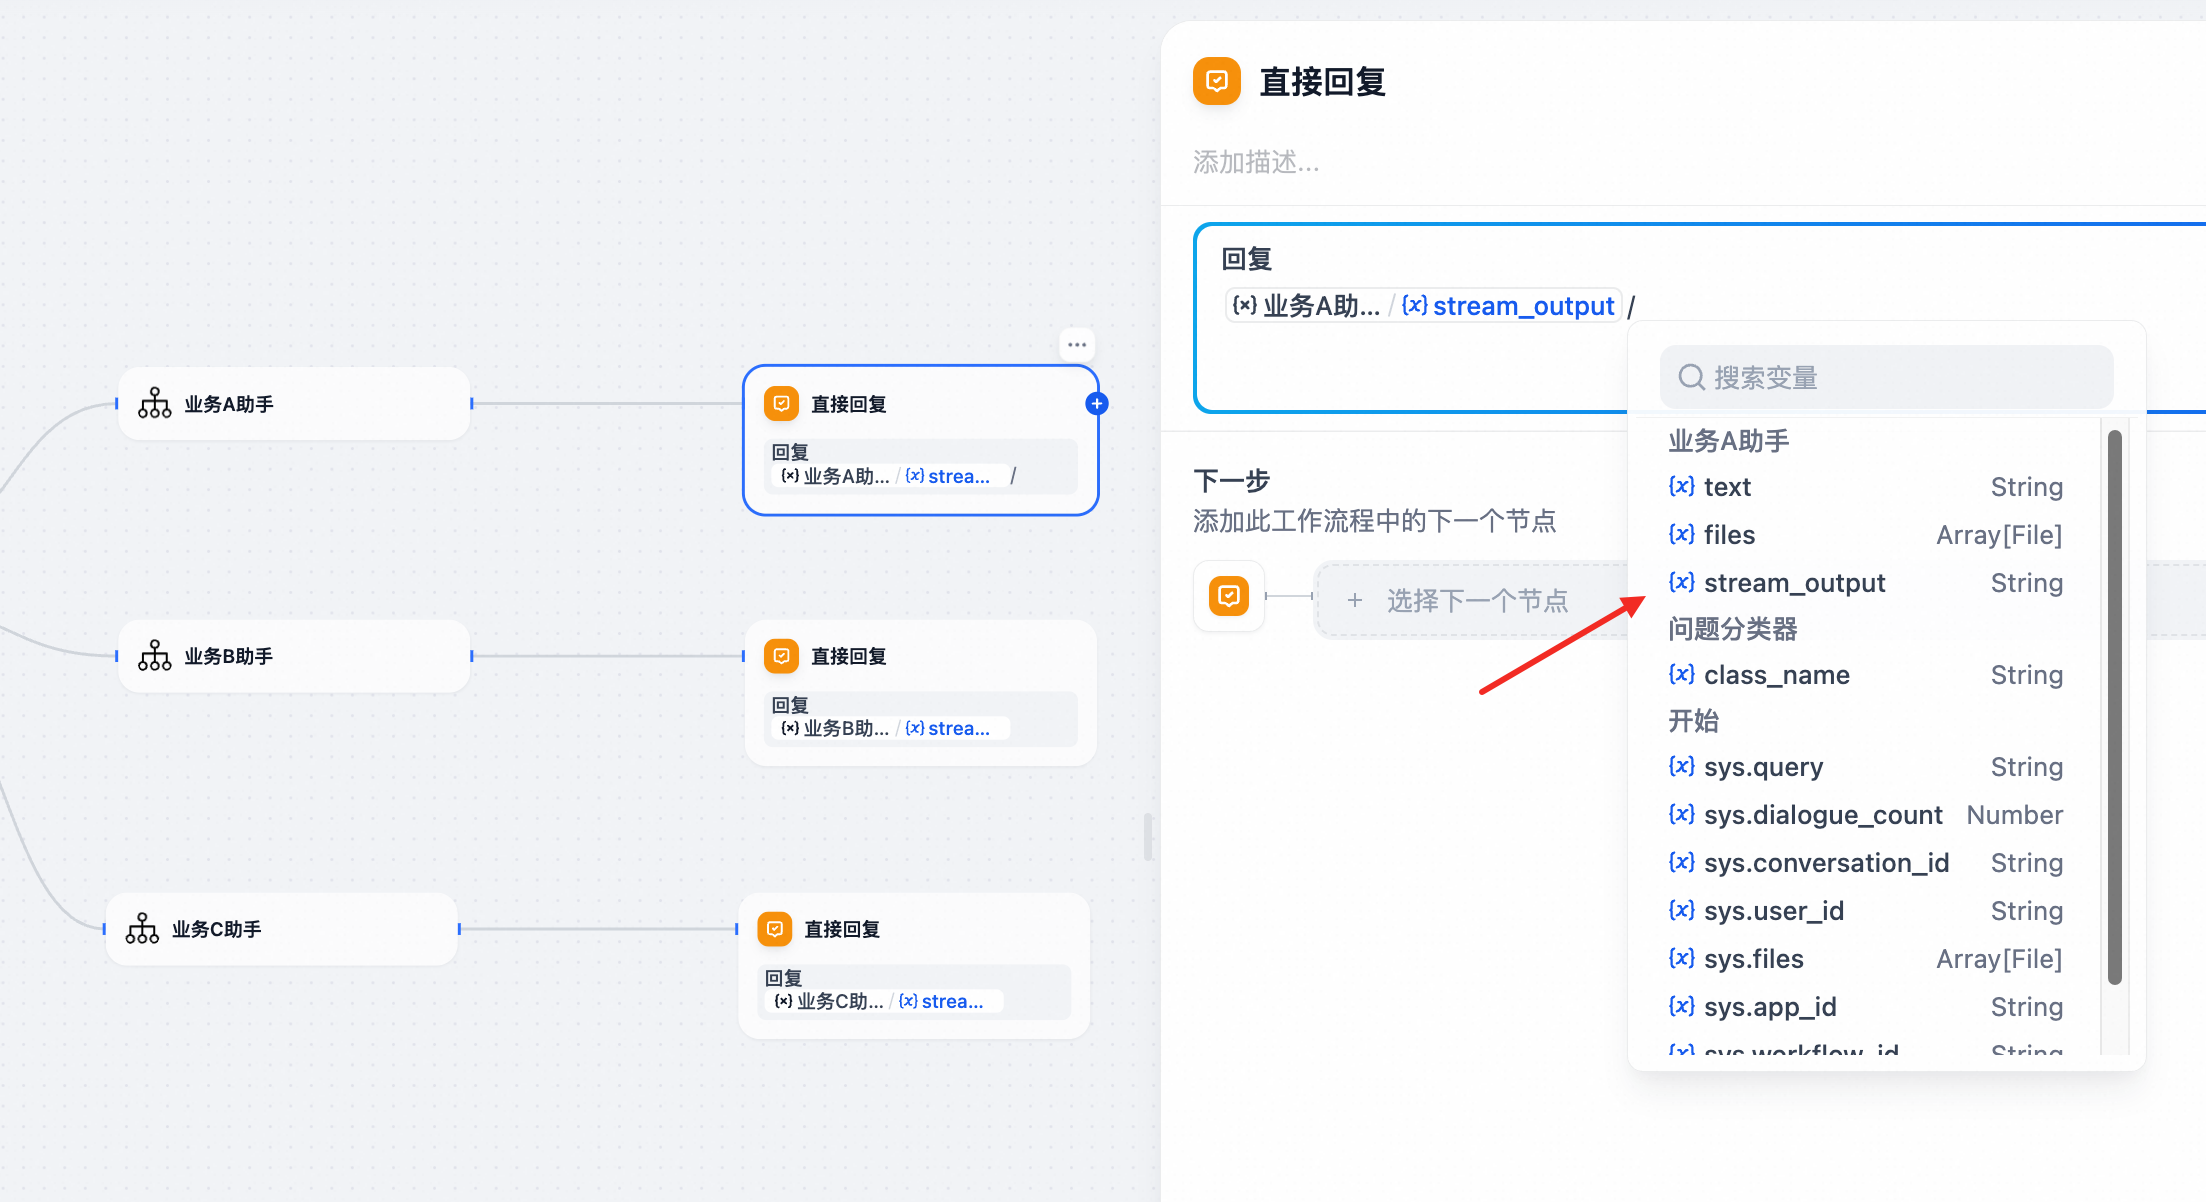 业务A助手
直接回复
回复
业务A助... / {x} strea... /
业务B助手
直接回复
回复
业务B助... / {x} strea...
业务C助手
直接回复
回复
业务C助... / {x} strea...
直接回复
添加描述...
回复
业务A助... / {x} stream_output /
搜索变量
业务A助手
{x} text String
{x} files Array[File]
{x} stream_output String
问题分类器
{x} class_name String
开始
{x} sys.query String
{x} sys.dialogue_count Number
{x} sys.conversation_id String
{x} sys.user_id String
{x} sys.files Array[File]
{x} sys.app_id String
{x} sys.workflow_id String
下一步
添加此工作流程中的下一个节点
+ 选择下一个节点